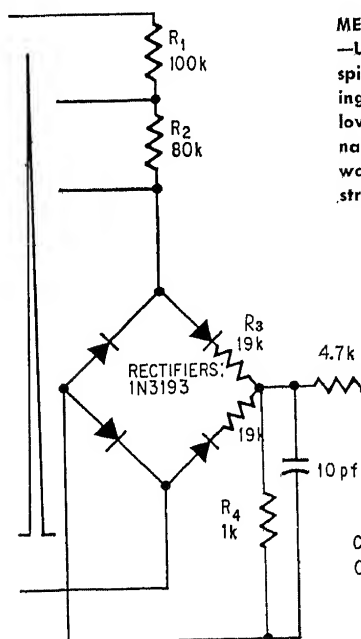 R1
100k
R2
80k
ME
—L
spi
ing
lov
na
wa
str
R3
19k
RECTIFIERS:
1N3193
19k
4.7k
10 pf
R4
1k
C
C